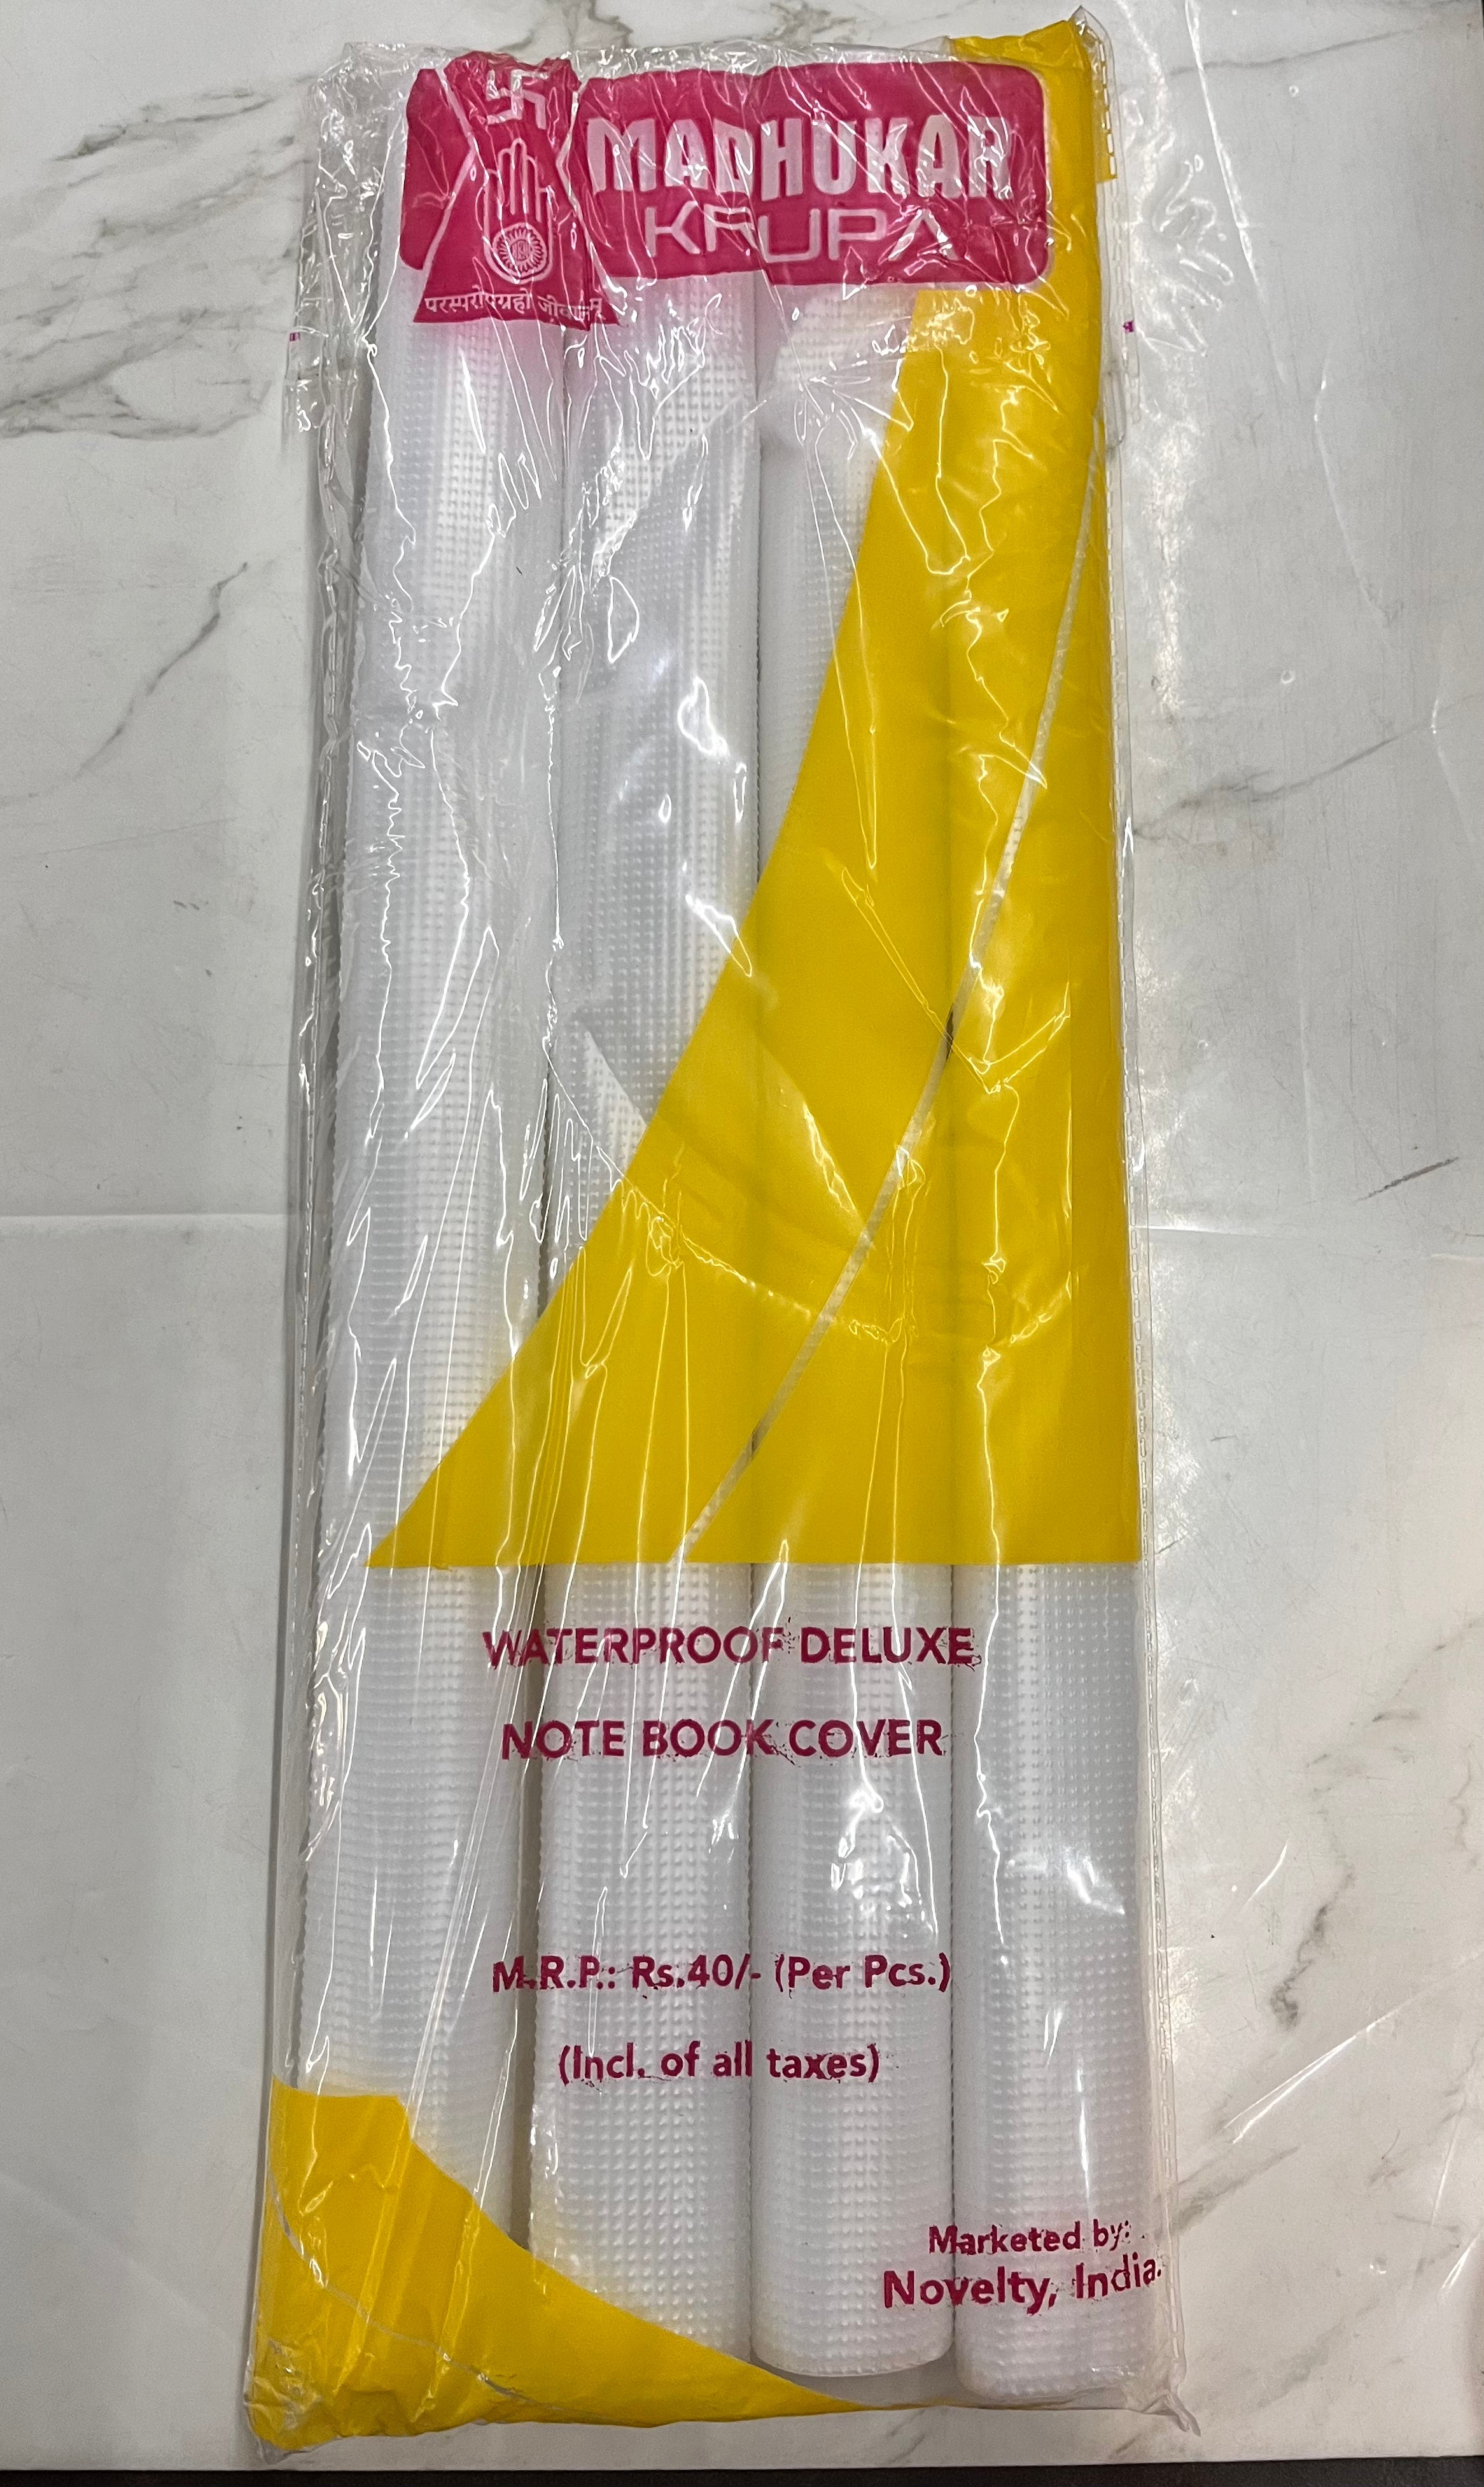 MADHUKAR
KRUPA
परस्परोपग्रहो जीवानाम्
WATERPROOF DELUXE
NOTE BOOK COVER
M.R.P.: Rs.40/- (Per Pcs.)
(Incl. of all taxes)
Marketed by:
Novelty, India.